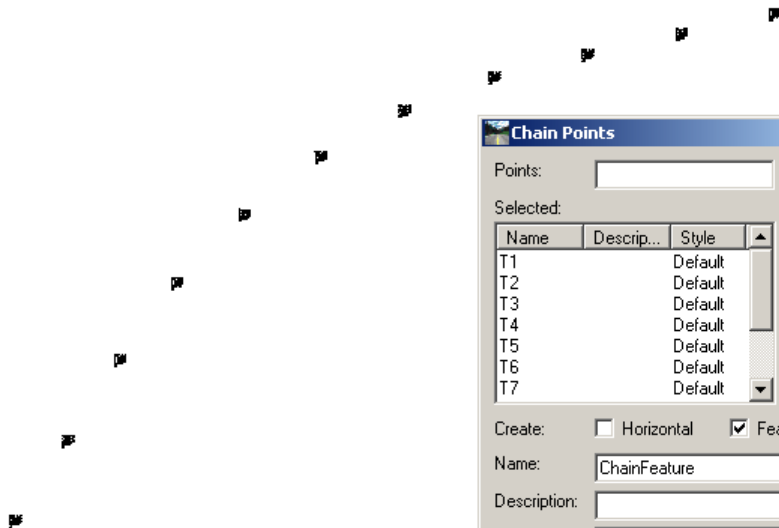 Chain Points
Points:
Selected:
Name Descrip... Style
T1 Default
T2 Default
T3 Default
T4 Default
T5 Default
T6 Default
T7 Default
Create: Horizontal Fea
Name: ChainFeature
Description: